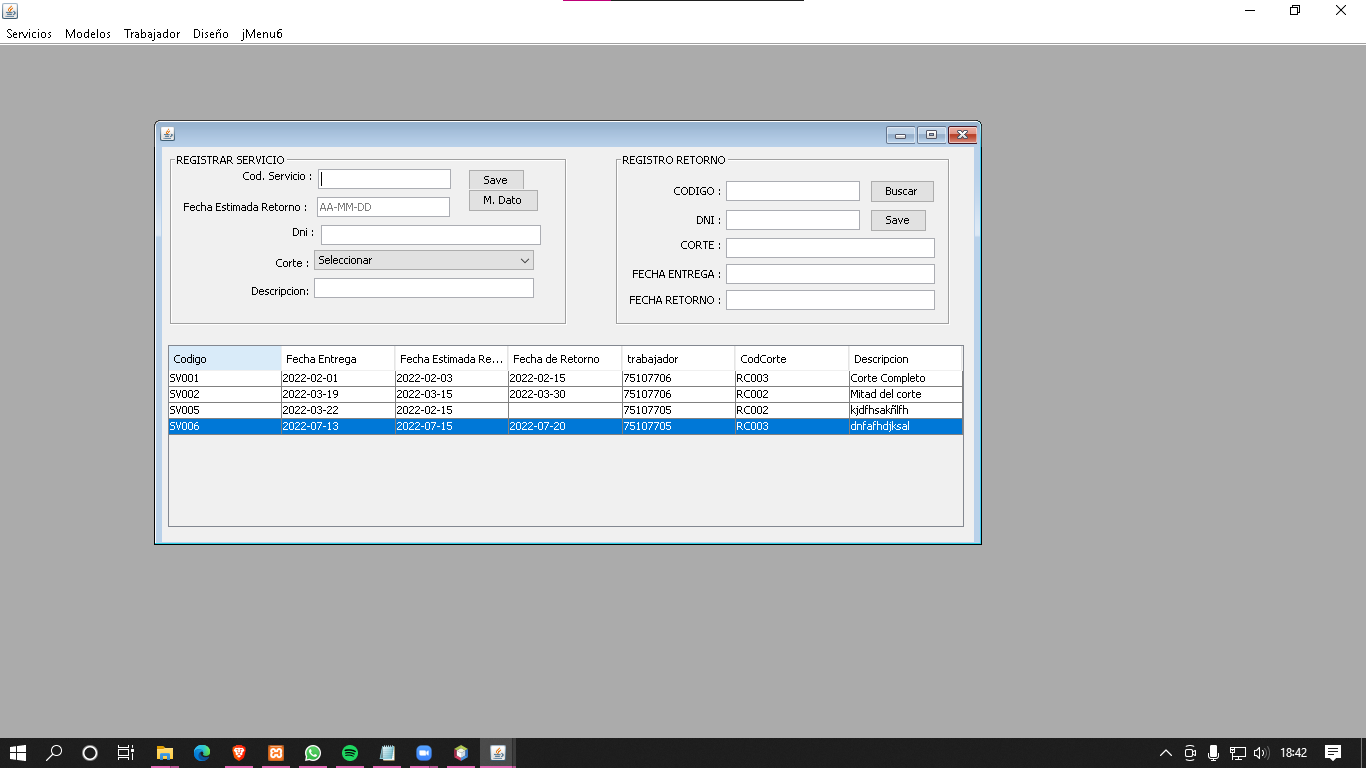 Servicios Modelos Trabajador Diseño jMenu6
REGISTRAR SERVICIO
Cod. Servicio :
Save
Fecha Estimada Retorno :
AA-MM-DD
M. Dato
Dni :
Corte :
Seleccionar
Descripcion:
REGISTRO RETORNO
CODIGO :
Buscar
DNI :
Save
CORTE :
FECHA ENTREGA :
FECHA RETORNO :
Codigo Fecha Entrega Fecha Estimada Re... Fecha de Retorno trabajador CodCorte Descripcion
SV001 2022-02-01 2022-02-03 2022-02-15 75107706 RC003 Corte Completo
SV002 2022-03-19 2022-03-15 2022-03-30 75107706 RC002 Mitad del corte
SV005 2022-03-22 2022-02-15 75107705 RC002 kjdfhsakñlfh
SV006 2022-07-13 2022-07-15 2022-07-20 75107705 RC003 dnfafhdjksal
18:42